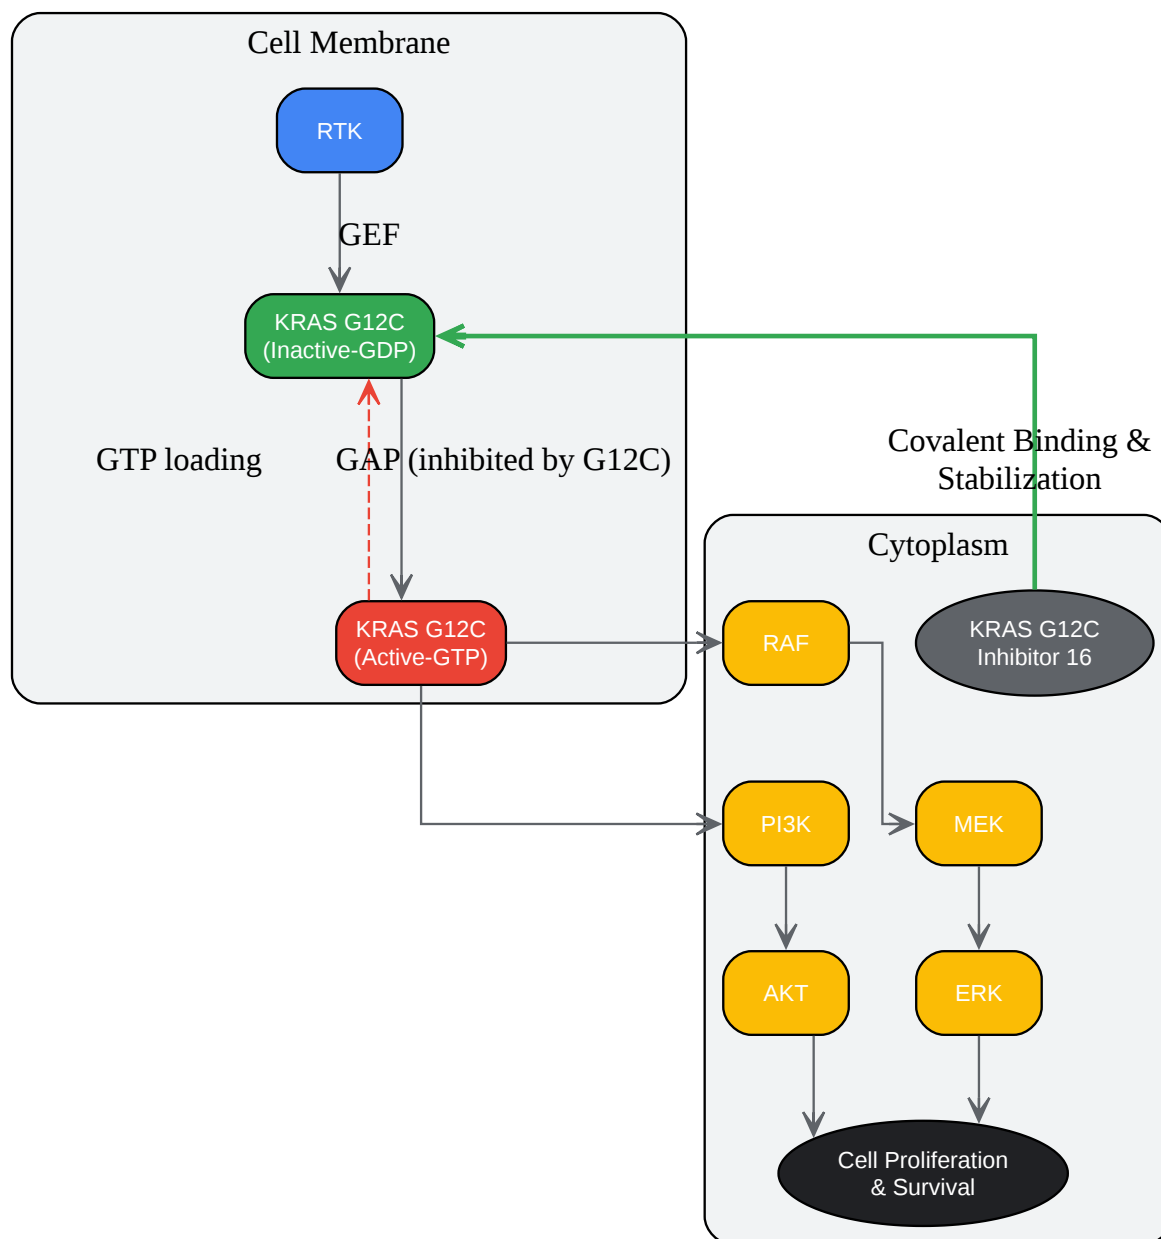 Cell Membrane
RTK
GEF
KRAS G12C
(Inactive-GDP)
GTP loading
GAP (inhibited by G12C)
Covalent Binding &
Stabilization
KRAS G12C
(Active-GTP)
Cytoplasm
RAF
KRAS G12C
Inhibitor 16
PI3K
MEK
AKT
ERK
Cell Proliferation
& Survival